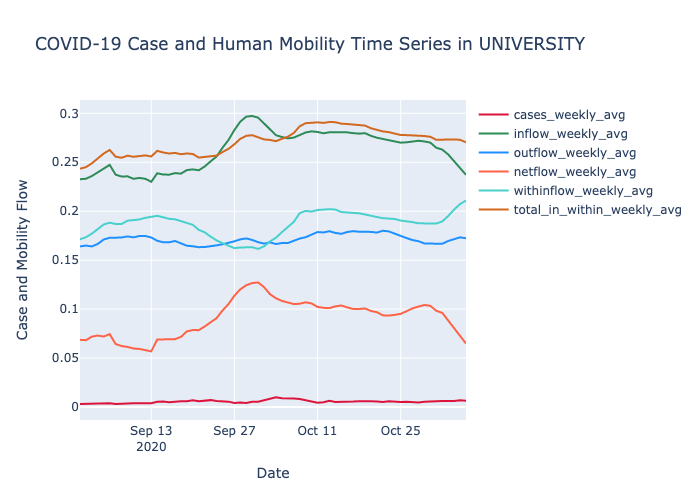 COVID-19 Case and Human Mobility Time Series in UNIVERSITY
Case and Mobility Flow
0.3
0.25
0.2
0.15
0.1
0.05
0
Sep 13
2020
Sep 27
Oct 11
Oct 25
Date
cases_weekly_avg
inflow_weekly_avg
outflow_weekly_avg
netflow_weekly_avg
withinflow_weekly_avg
total_in_within_weekly_avg